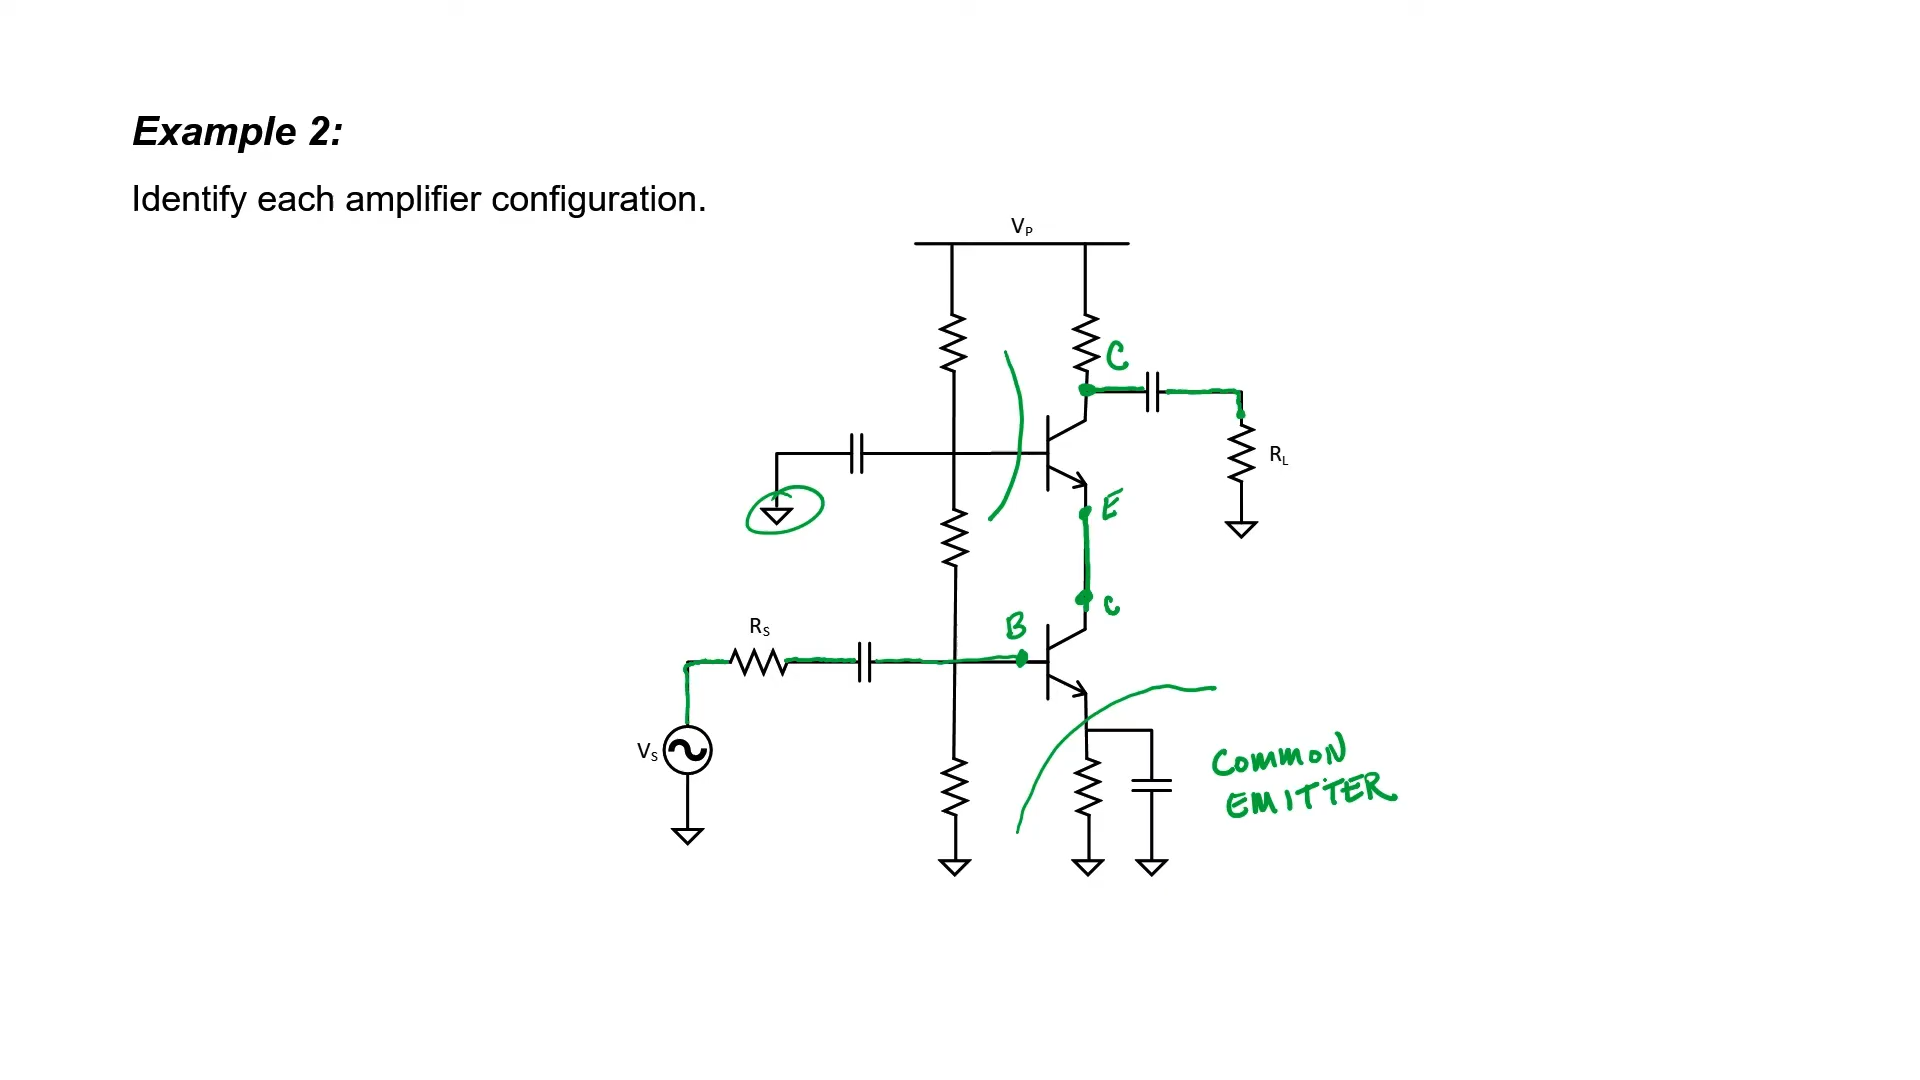 Example 2:
Identify each amplifier configuration.
VP
C
RL
E
C
B
RS
VS
COMMON
EMITTER